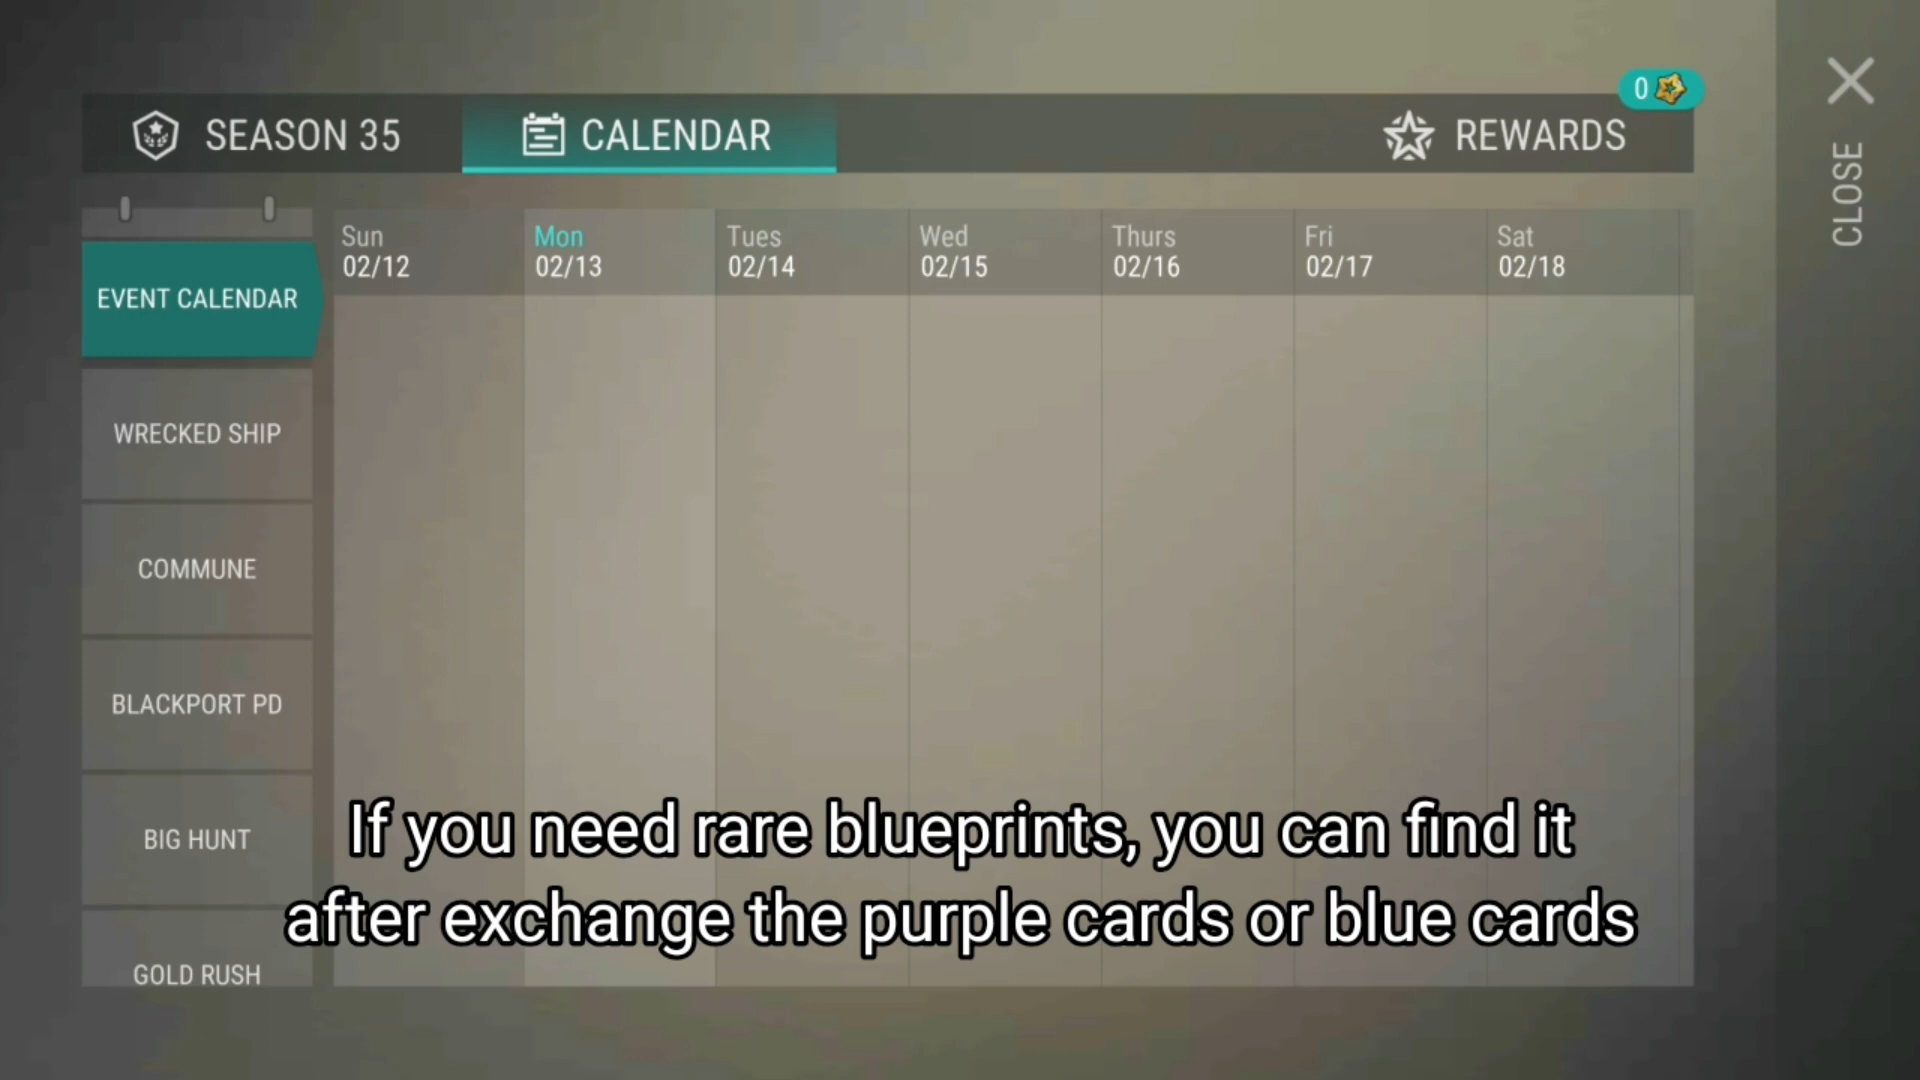 0
SEASON 35
CALENDAR
REWARDS
CLOSE
Sun
02/12
Mon
02/13
Tues
02/14
Wed
02/15
Thurs
02/16
Fri
02/17
Sat
02/18
EVENT CALENDAR
WRECKED SHIP
COMMUNE
BLACKPORT PD
BIG HUNT
GOLD RUSH
If you need rare blueprints, you can find it
after exchange the purple cards or blue cards